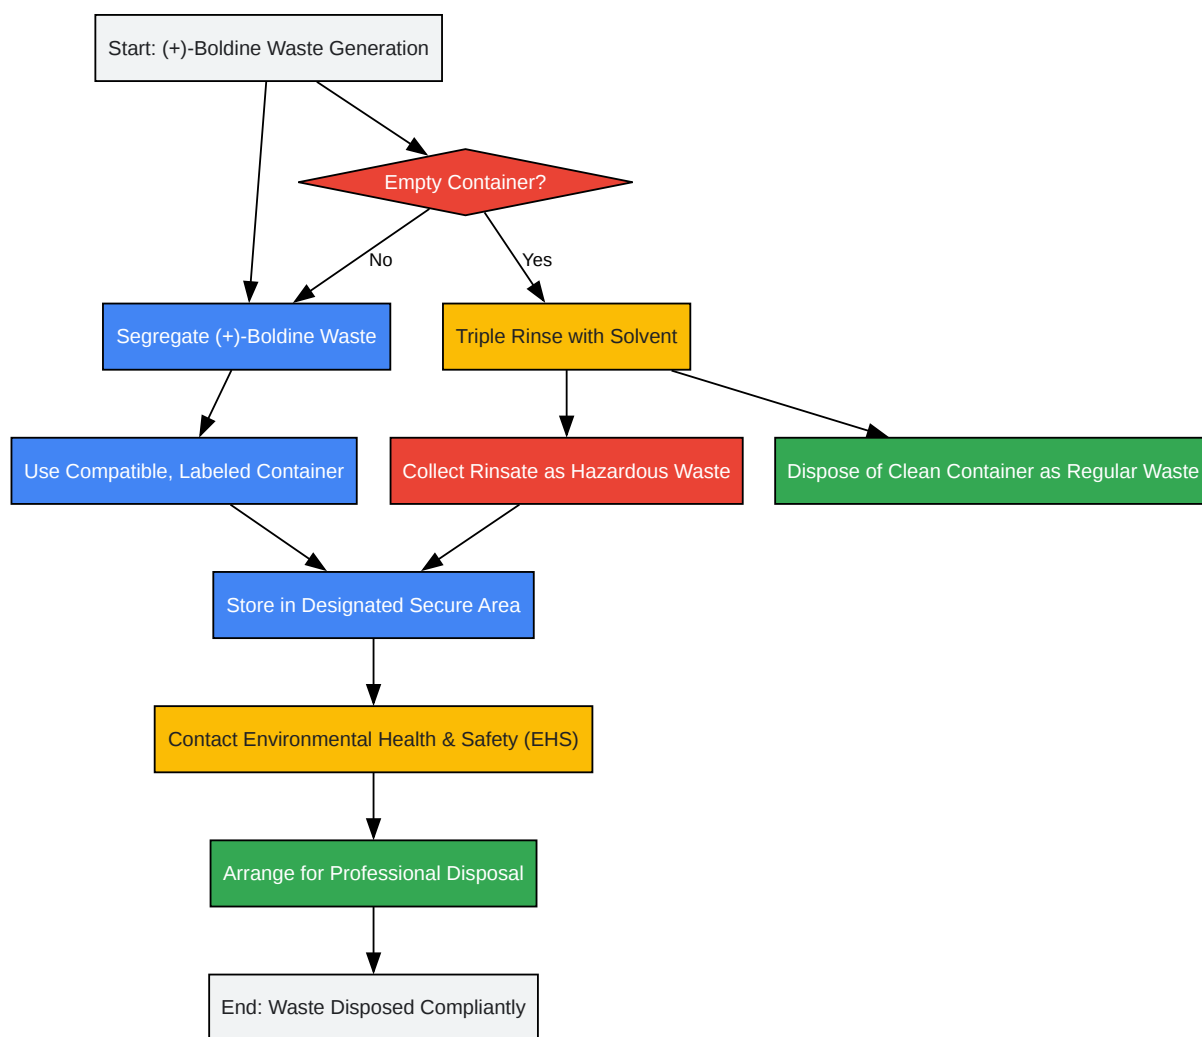 Start: (+)-Boldine Waste Generation
Empty Container?
No
Yes
Segregate (+)-Boldine Waste
Triple Rinse with Solvent
Use Compatible, Labeled Container
Collect Rinsate as Hazardous Waste
Dispose of Clean Container as Regular Waste
Store in Designated Secure Area
Contact Environmental Health & Safety (EHS)
Arrange for Professional Disposal
End: Waste Disposed Compliantly